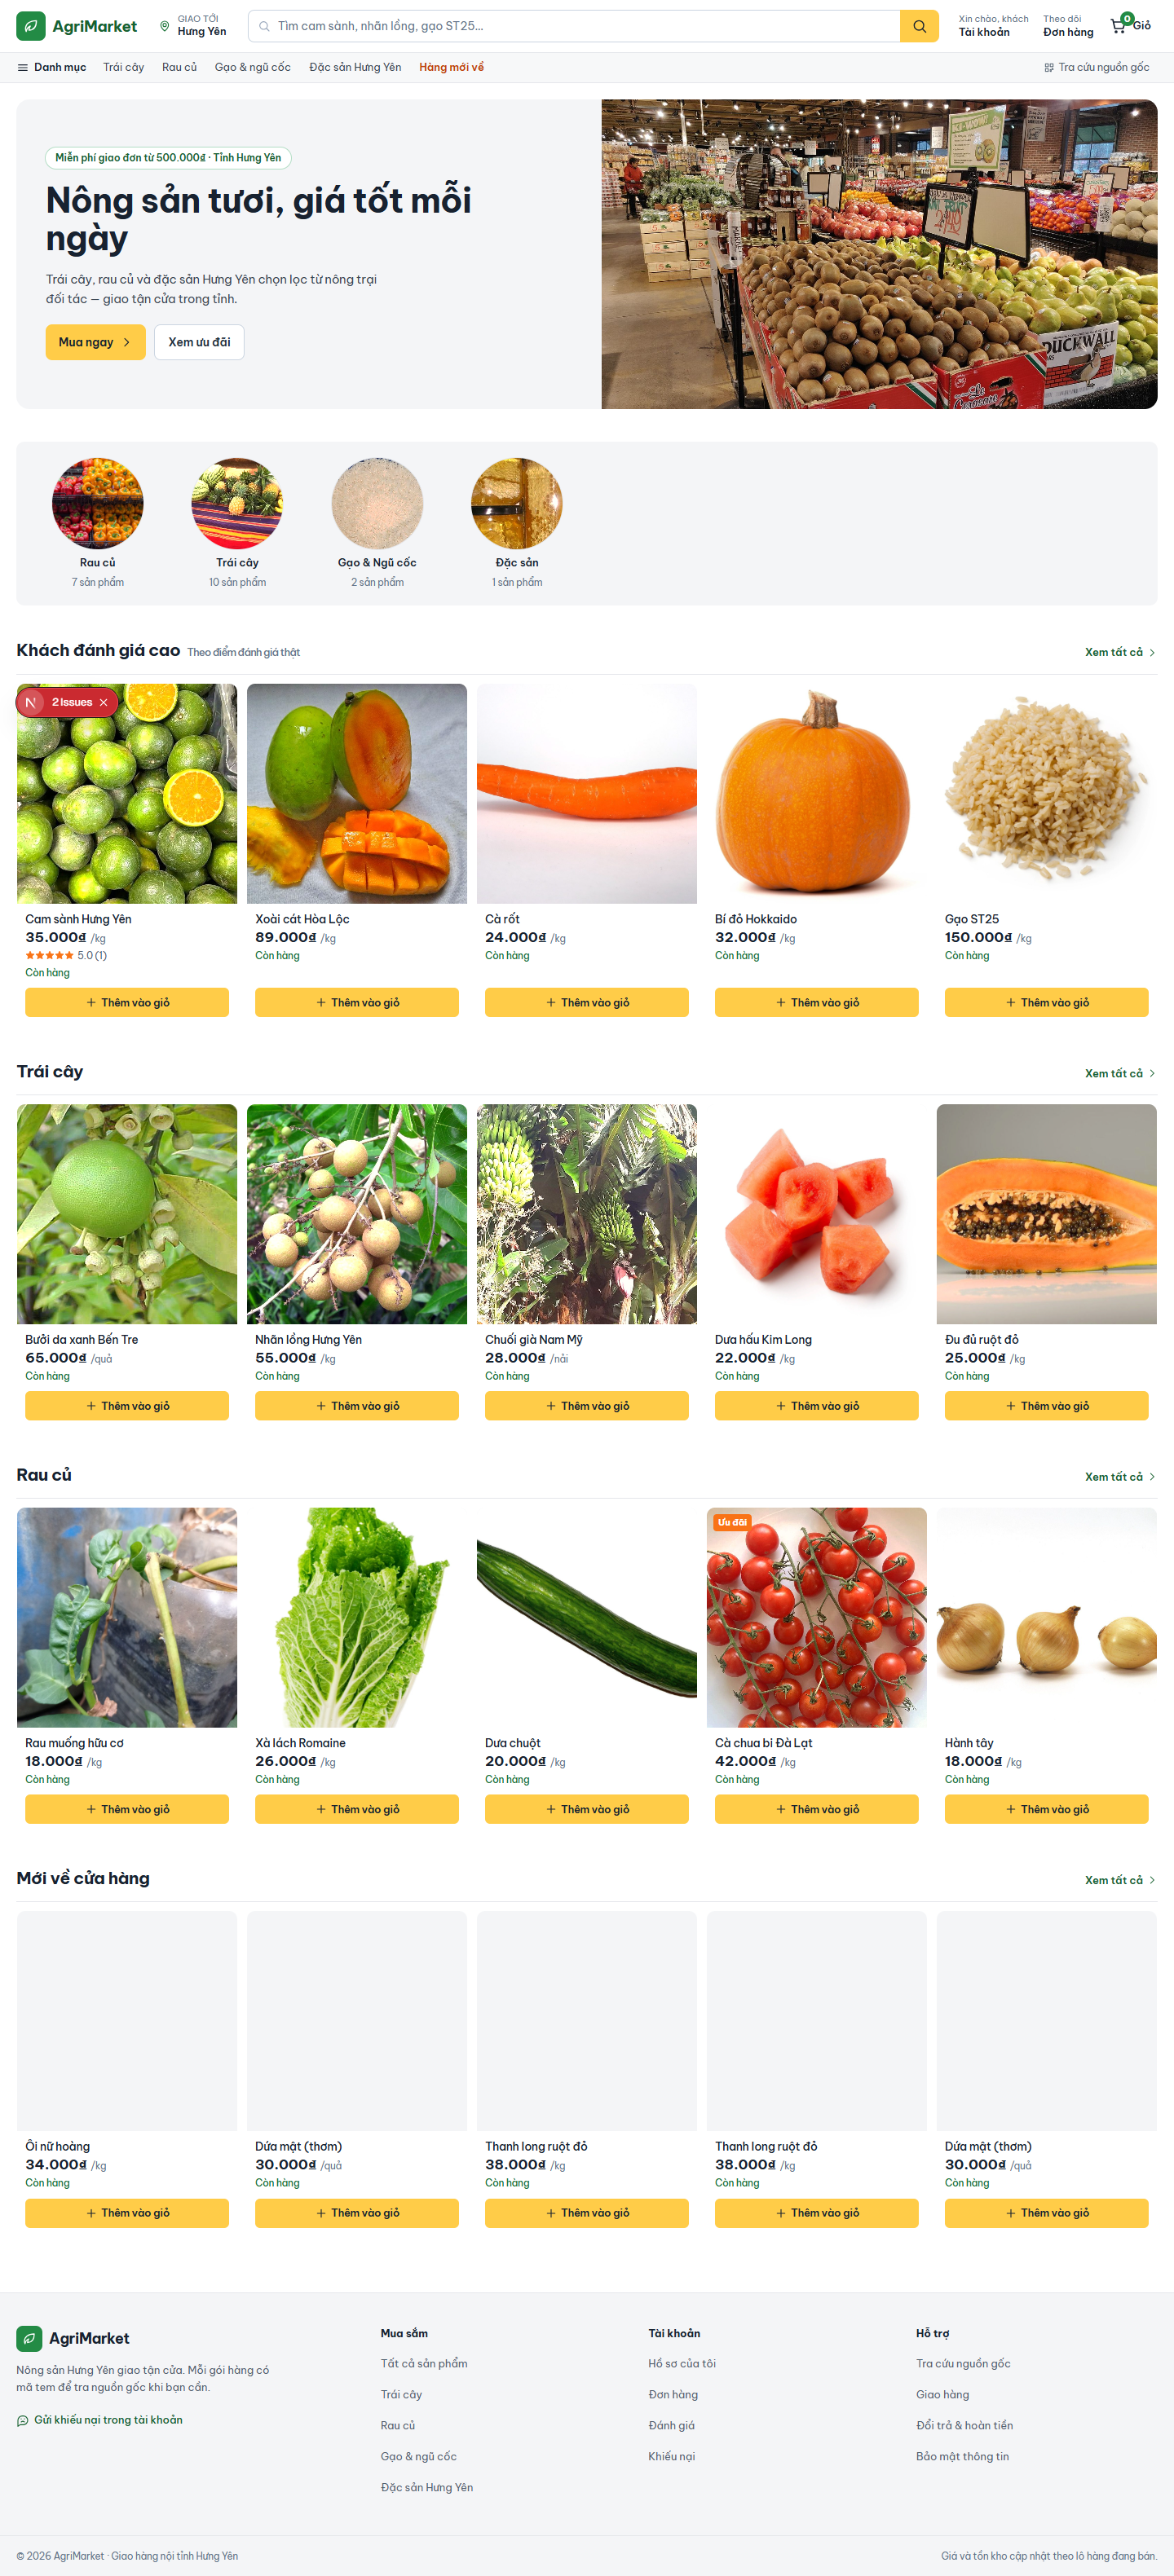 AgriMarket
GIAO TỚI
Hưng Yên
Tìm cam sành, nhãn lồng, gạo ST25...
Xin chào, khách
Tài khoản
Theo dõi
Đơn hàng
0
Giỏ
Danh mục
Trái cây
Rau củ
Gạo & ngũ cốc
Đặc sản Hưng Yên
Hàng mới về
Tra cứu nguồn gốc
Miễn phí giao đơn từ 500.000₫ · Tỉnh Hưng Yên
Nông sản tươi, giá tốt mỗi
ngày
Trái cây, rau củ và đặc sản Hưng Yên chọn lọc từ nông trại
đối tác — giao tận cửa trong tỉnh.
Mua ngay
Xem ưu đãi
DUCKWALL
Rau củ
7 sản phẩm
Trái cây
10 sản phẩm
Gạo & Ngũ cốc
2 sản phẩm
Đặc sản
1 sản phẩm
Khách đánh giá cao
Theo điểm đánh giá thật
Xem tất cả
N
2 Issues
Cam sành Hưng Yên
35.000₫ /kg
5.0 (1)
Còn hàng
Thêm vào giỏ
Xoài cát Hòa Lộc
89.000₫ /kg
Còn hàng
Thêm vào giỏ
Cà rốt
24.000₫ /kg
Còn hàng
Thêm vào giỏ
Bí đỏ Hokkaido
32.000₫ /kg
Còn hàng
Thêm vào giỏ
Gạo ST25
150.000₫ /kg
Còn hàng
Thêm vào giỏ
Trái cây
Xem tất cả
Bưởi da xanh Bến Tre
65.000₫ /quả
Còn hàng
Thêm vào giỏ
Nhãn lồng Hưng Yên
55.000₫ /kg
Còn hàng
Thêm vào giỏ
Chuối già Nam Mỹ
28.000₫ /nải
Còn hàng
Thêm vào giỏ
Dưa hấu Kim Long
22.000₫ /kg
Còn hàng
Thêm vào giỏ
Đu đủ ruột đỏ
25.000₫ /kg
Còn hàng
Thêm vào giỏ
Rau củ
Xem tất cả
Rau muống hữu cơ
18.000₫ /kg
Còn hàng
Thêm vào giỏ
Xà lách Romaine
26.000₫ /kg
Còn hàng
Thêm vào giỏ
Dưa chuột
20.000₫ /kg
Còn hàng
Thêm vào giỏ
Ưu đãi
Cà chua bi Đà Lạt
42.000₫ /kg
Còn hàng
Thêm vào giỏ
Hành tây
18.000₫ /kg
Còn hàng
Thêm vào giỏ
Mới về cửa hàng
Xem tất cả
Ổi nữ hoàng
34.000₫ /kg
Còn hàng
Thêm vào giỏ
Dứa mật (thơm)
30.000₫ /quả
Còn hàng
Thêm vào giỏ
Thanh long ruột đỏ
38.000₫ /kg
Còn hàng
Thêm vào giỏ
Thanh long ruột đỏ
38.000₫ /kg
Còn hàng
Thêm vào giỏ
Dứa mật (thơm)
30.000₫ /quả
Còn hàng
Thêm vào giỏ
AgriMarket
Nông sản Hưng Yên giao tận cửa. Mỗi gói hàng có
mã tem để tra nguồn gốc khi bạn cần.
Gửi khiếu nại trong tài khoản
Mua sắm
Tất cả sản phẩm
Trái cây
Rau củ
Gạo & ngũ cốc
Đặc sản Hưng Yên
Tài khoản
Hồ sơ của tôi
Đơn hàng
Đánh giá
Khiếu nại
Hỗ trợ
Tra cứu nguồn gốc
Giao hàng
Đổi trả & hoàn tiền
Bảo mật thông tin
© 2026 AgriMarket · Giao hàng nội tỉnh Hưng Yên
Giá và tồn kho cập nhật theo lô hàng đang bán.